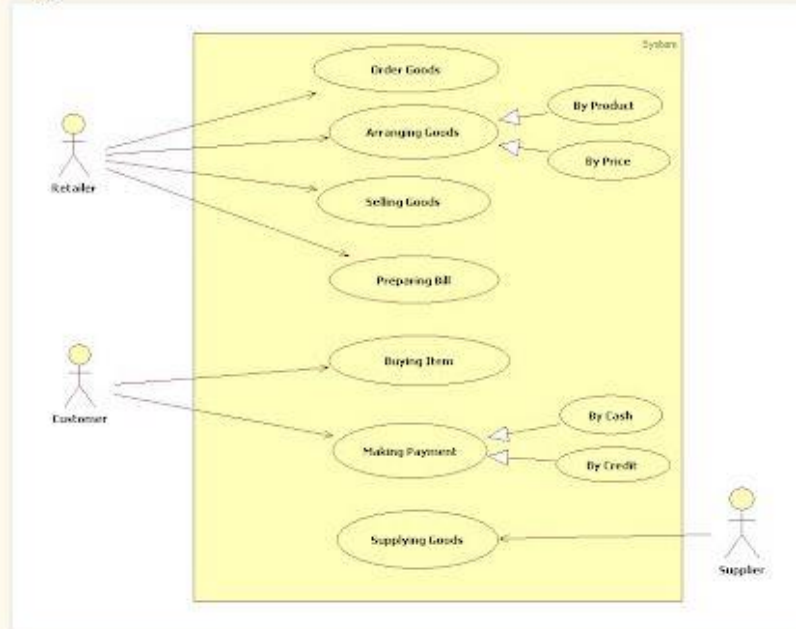 System
Order Goods
By Product
Arranging Goods
By Price
Retailer
Selling Goods
Preparing Bill
Buying Item
Customer
By Cash
Making Payment
By Credit
Supplying Goods
Supplier